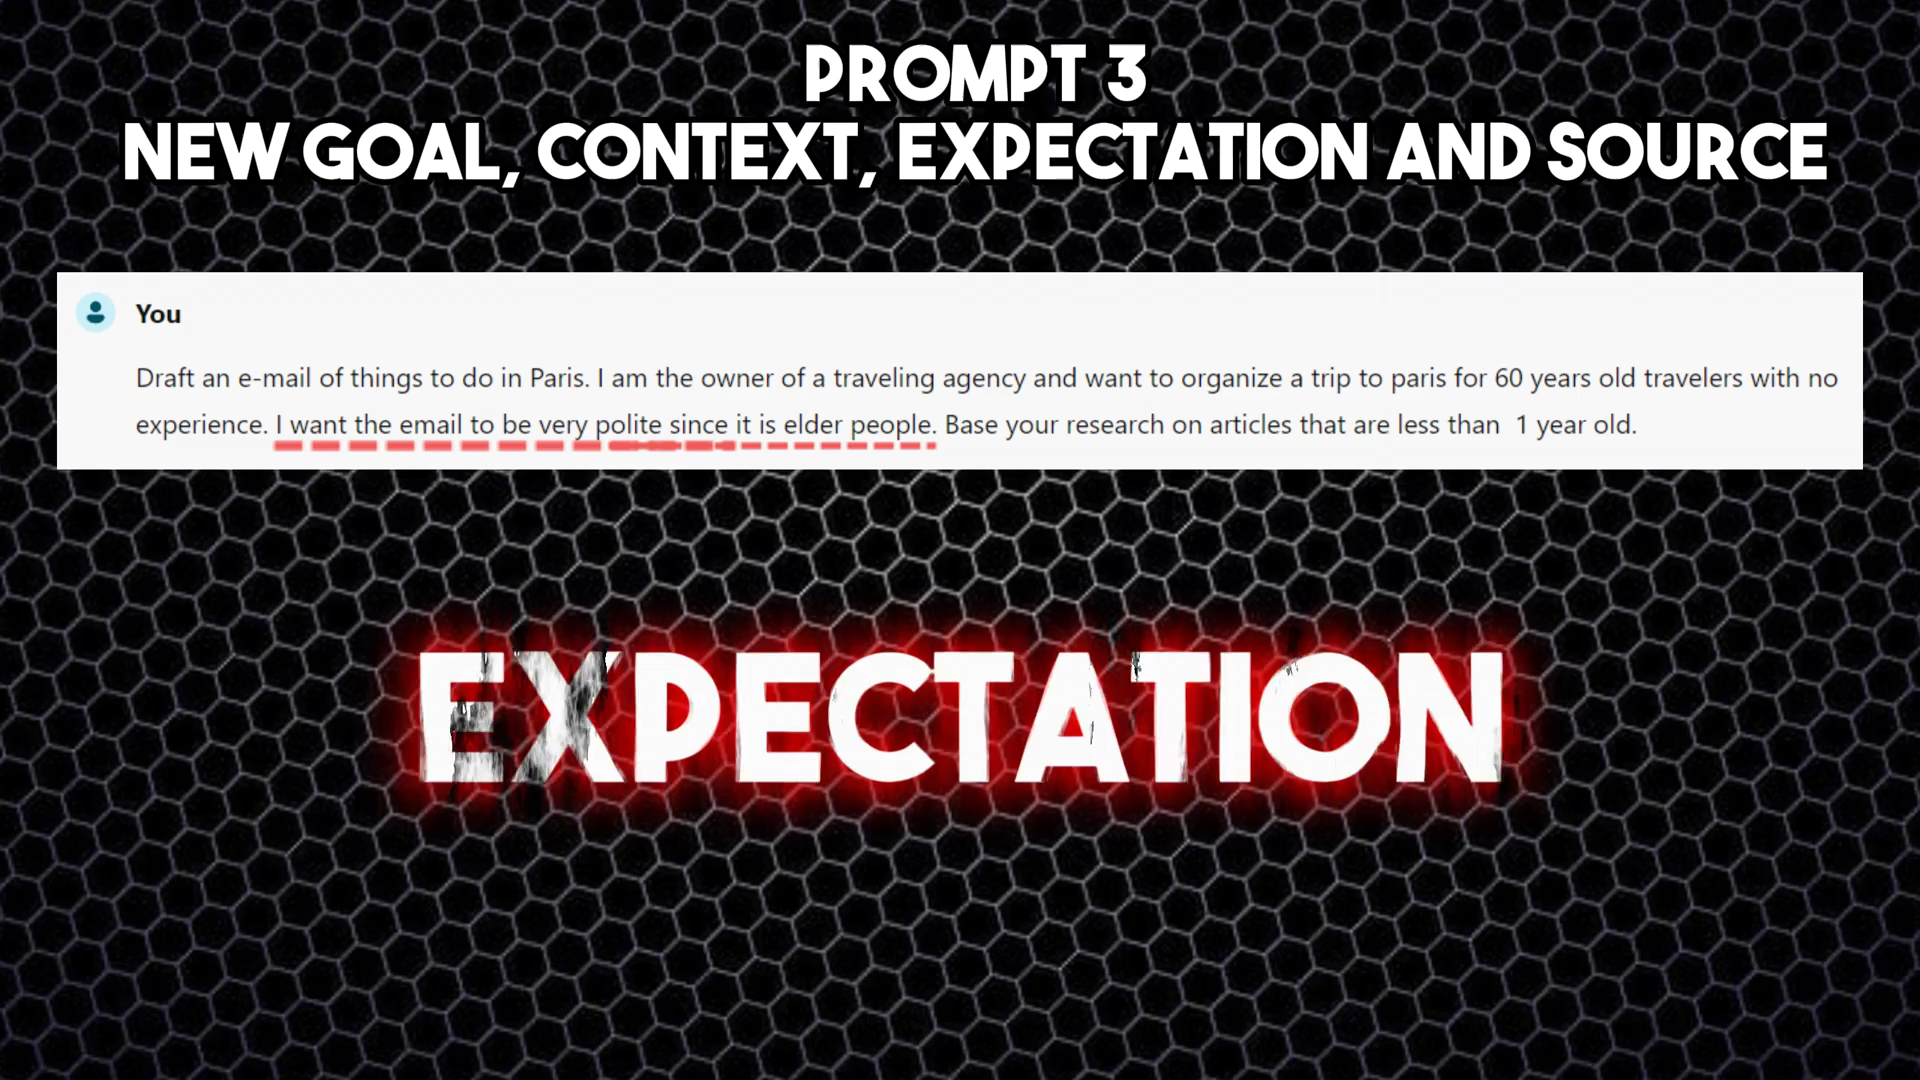 PROMPT 3
NEW GOAL, CONTEXT, EXPECTATION AND SOURCE
You
Draft an e-mail of things to do in Paris. I am the owner of a traveling agency and want to organize a trip to paris for 60 years old travelers with no
experience. I want the email to be very polite since it is elder people. Base your research on articles that are less than  1 year old.
EXPECTATION